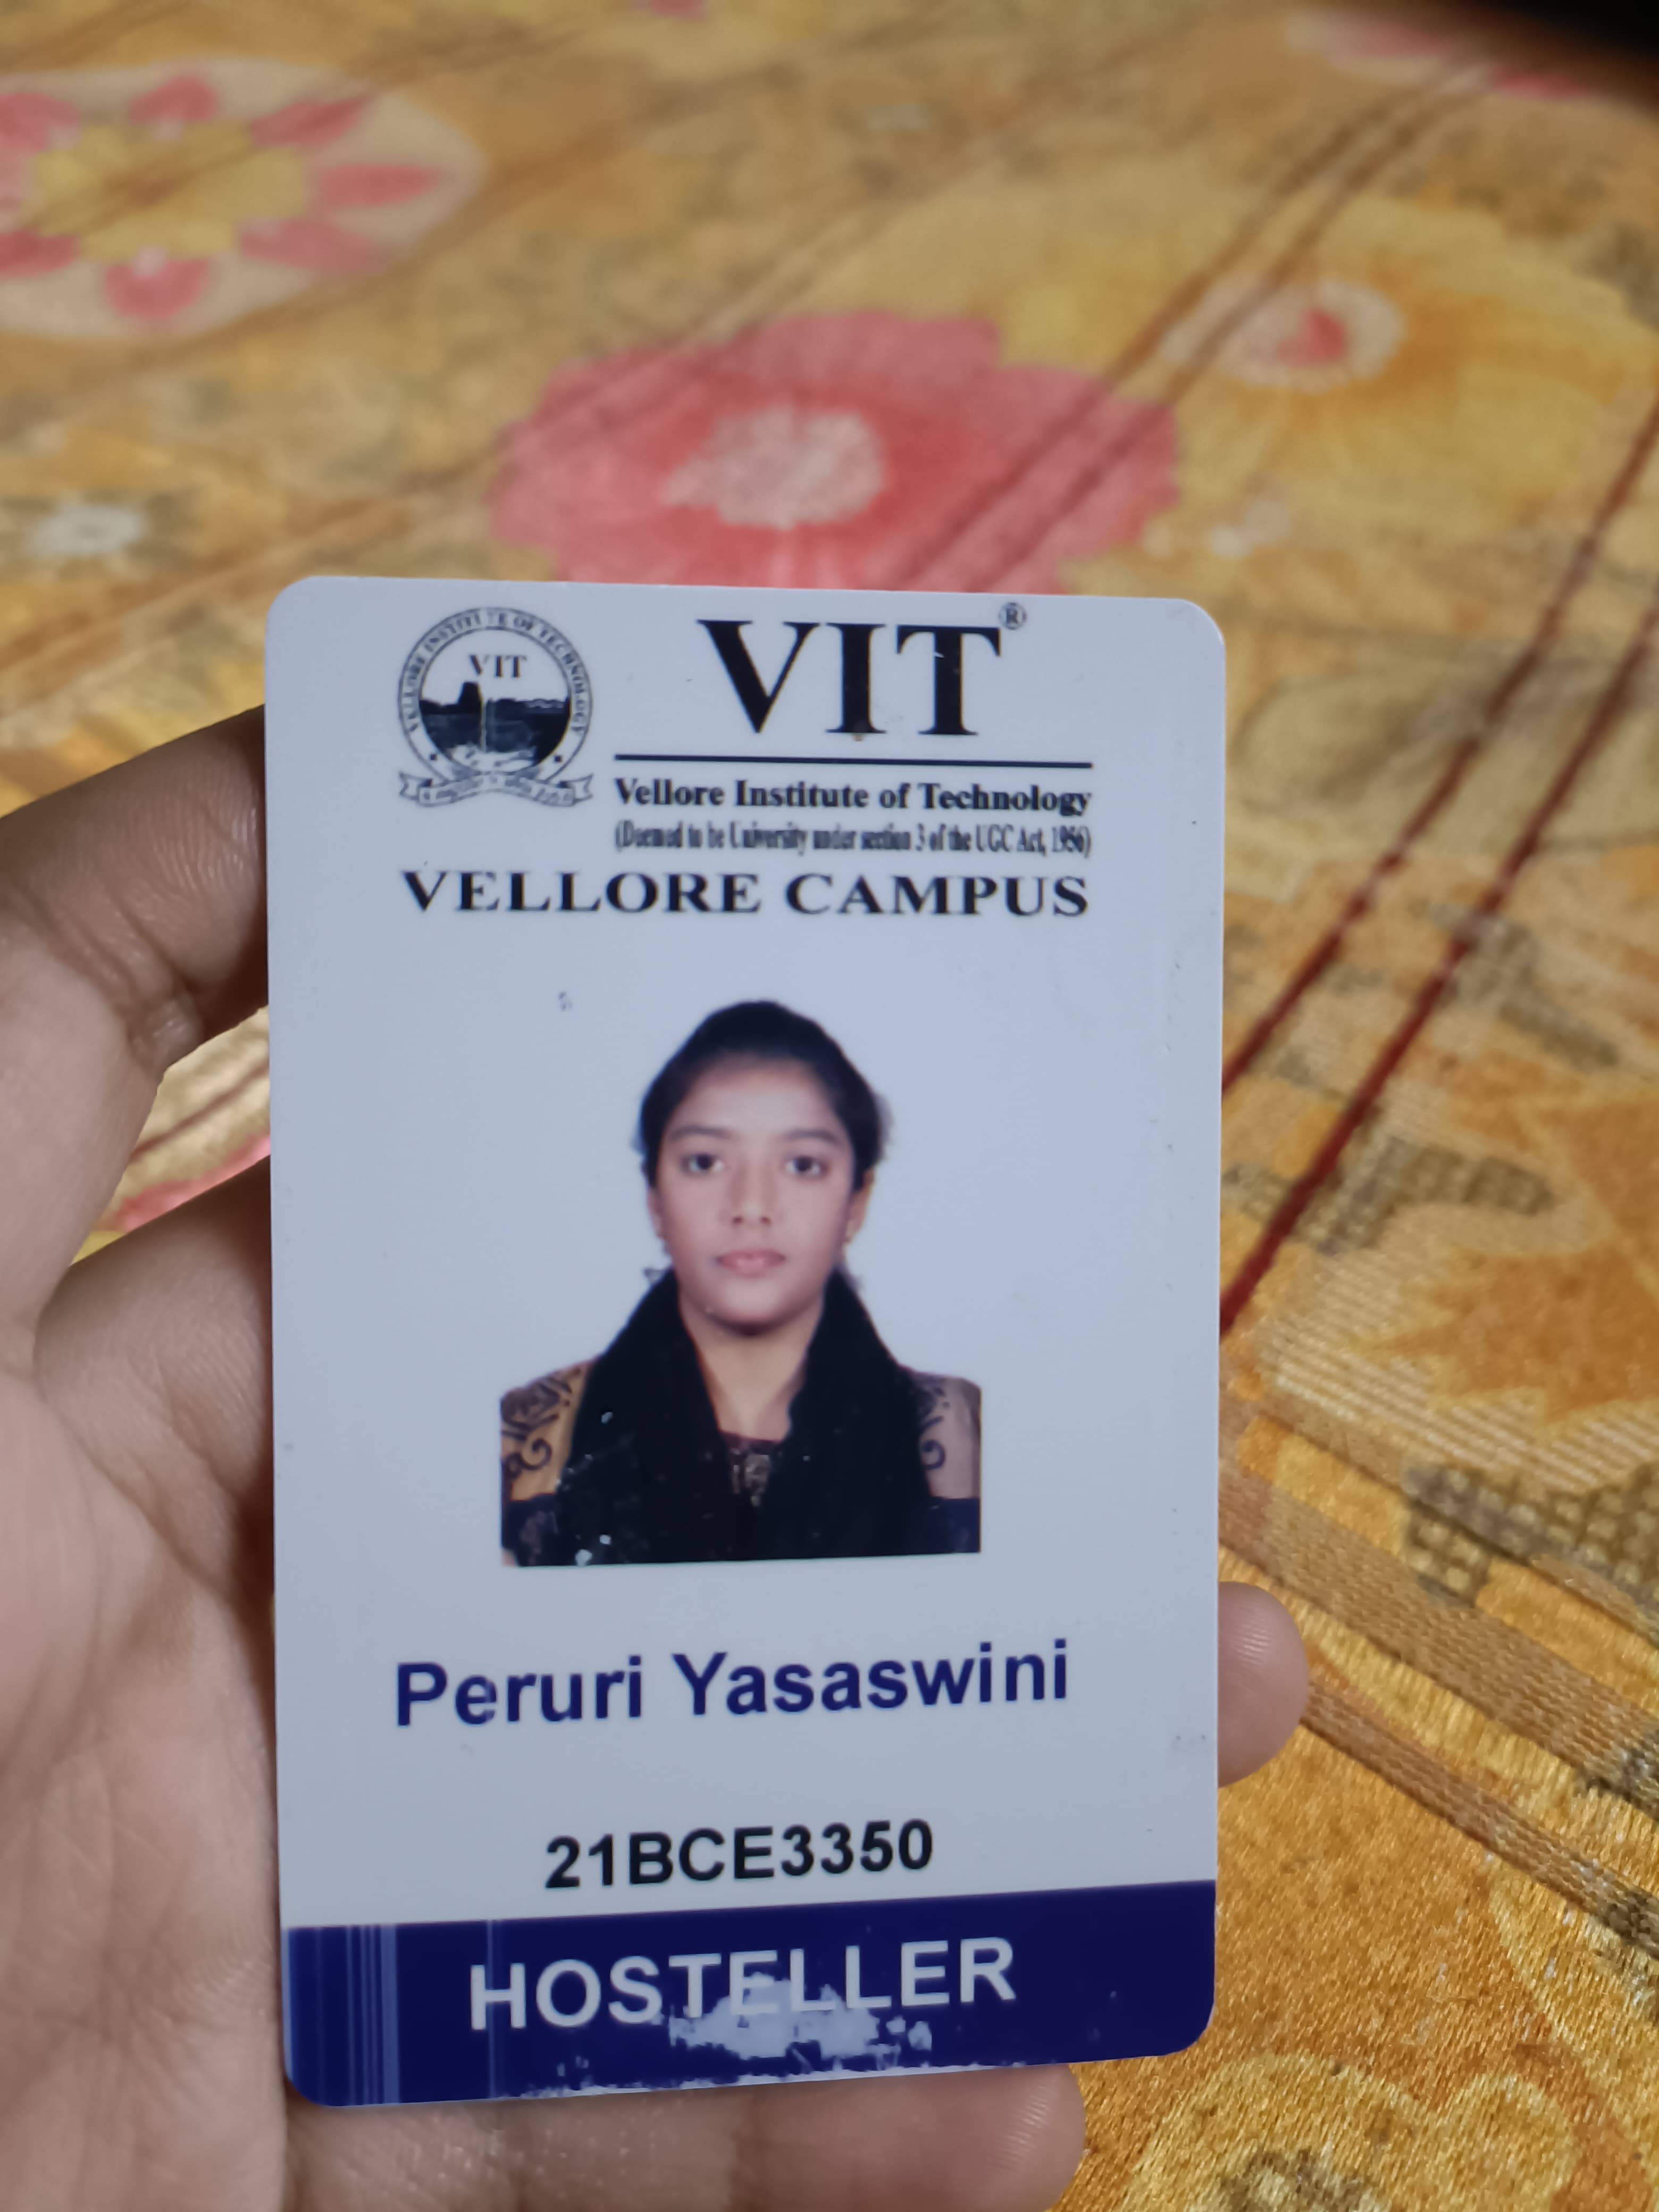 VELLORE INSTITUTE OF TECHNOLOGY
VIT
VIT®
Vellore Institute of Technology
(Deemed to be University under section 3 of the UGC Act, 1956)
VELLORE CAMPUS
Peruri Yasaswini
21BCE3350
HOSTELLER